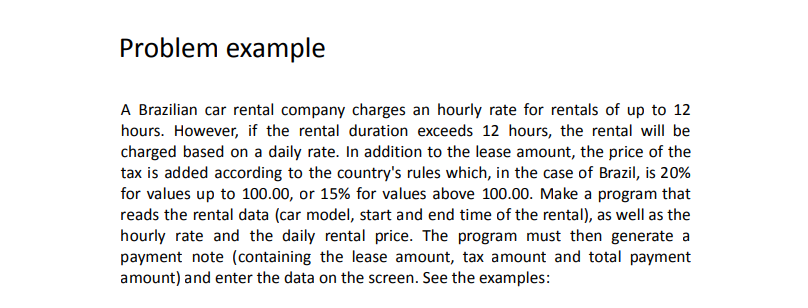 Problem example
A Brazilian car rental company charges an hourly rate for rentals of up to 12
hours. However, if the rental duration exceeds 12 hours, the rental will be
charged based on a daily rate. In addition to the lease amount, the price of the
tax is added according to the country's rules which, in the case of Brazil, is 20%
for values up to 100.00, or 15% for values above 100.00. Make a program that
reads the rental data (car model, start and end time of the rental), as well as the
hourly rate and the daily rental price. The program must then generate a
payment note (containing the lease amount, tax amount and total payment
amount) and enter the data on the screen. See the examples: